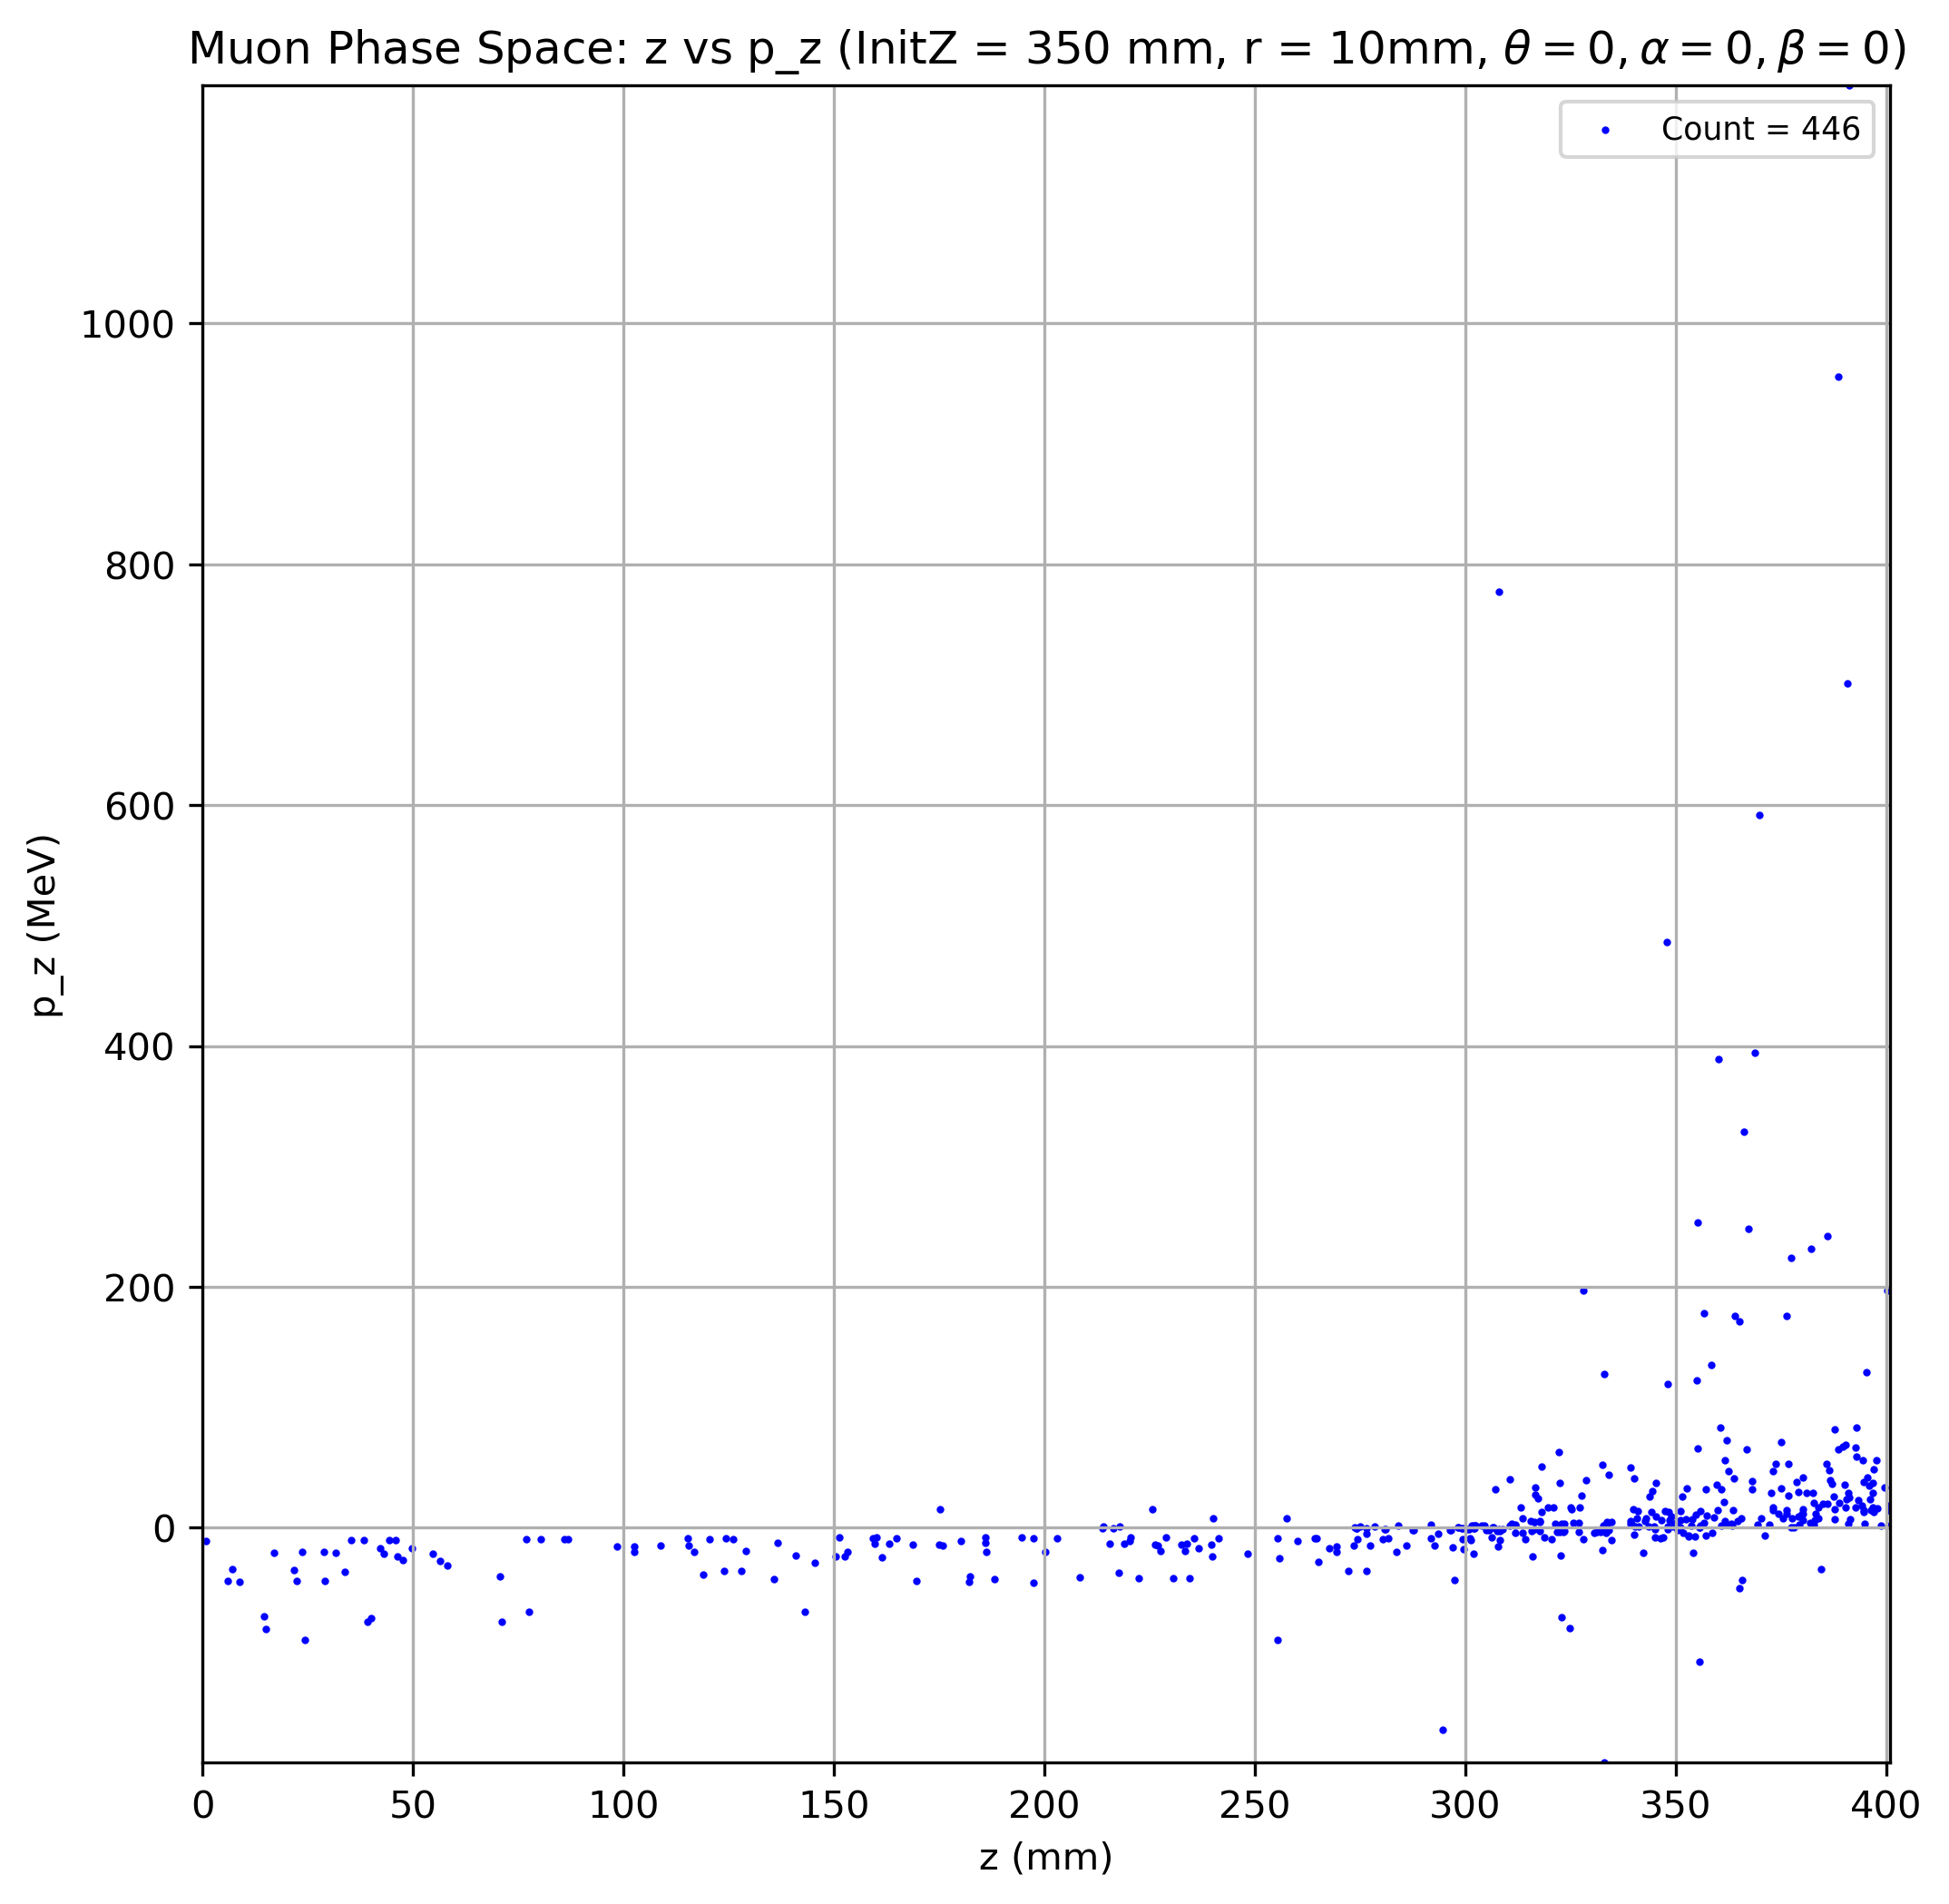 Muon Phase Space: z vs p_z (InitZ = 350 mm, r = 10mm, θ = 0, α = 0, β = 0)
Count = 446
1000
800
600
400
200
0
p_z (MeV)
0 50 100 150 200 250 300 350 400
z (mm)